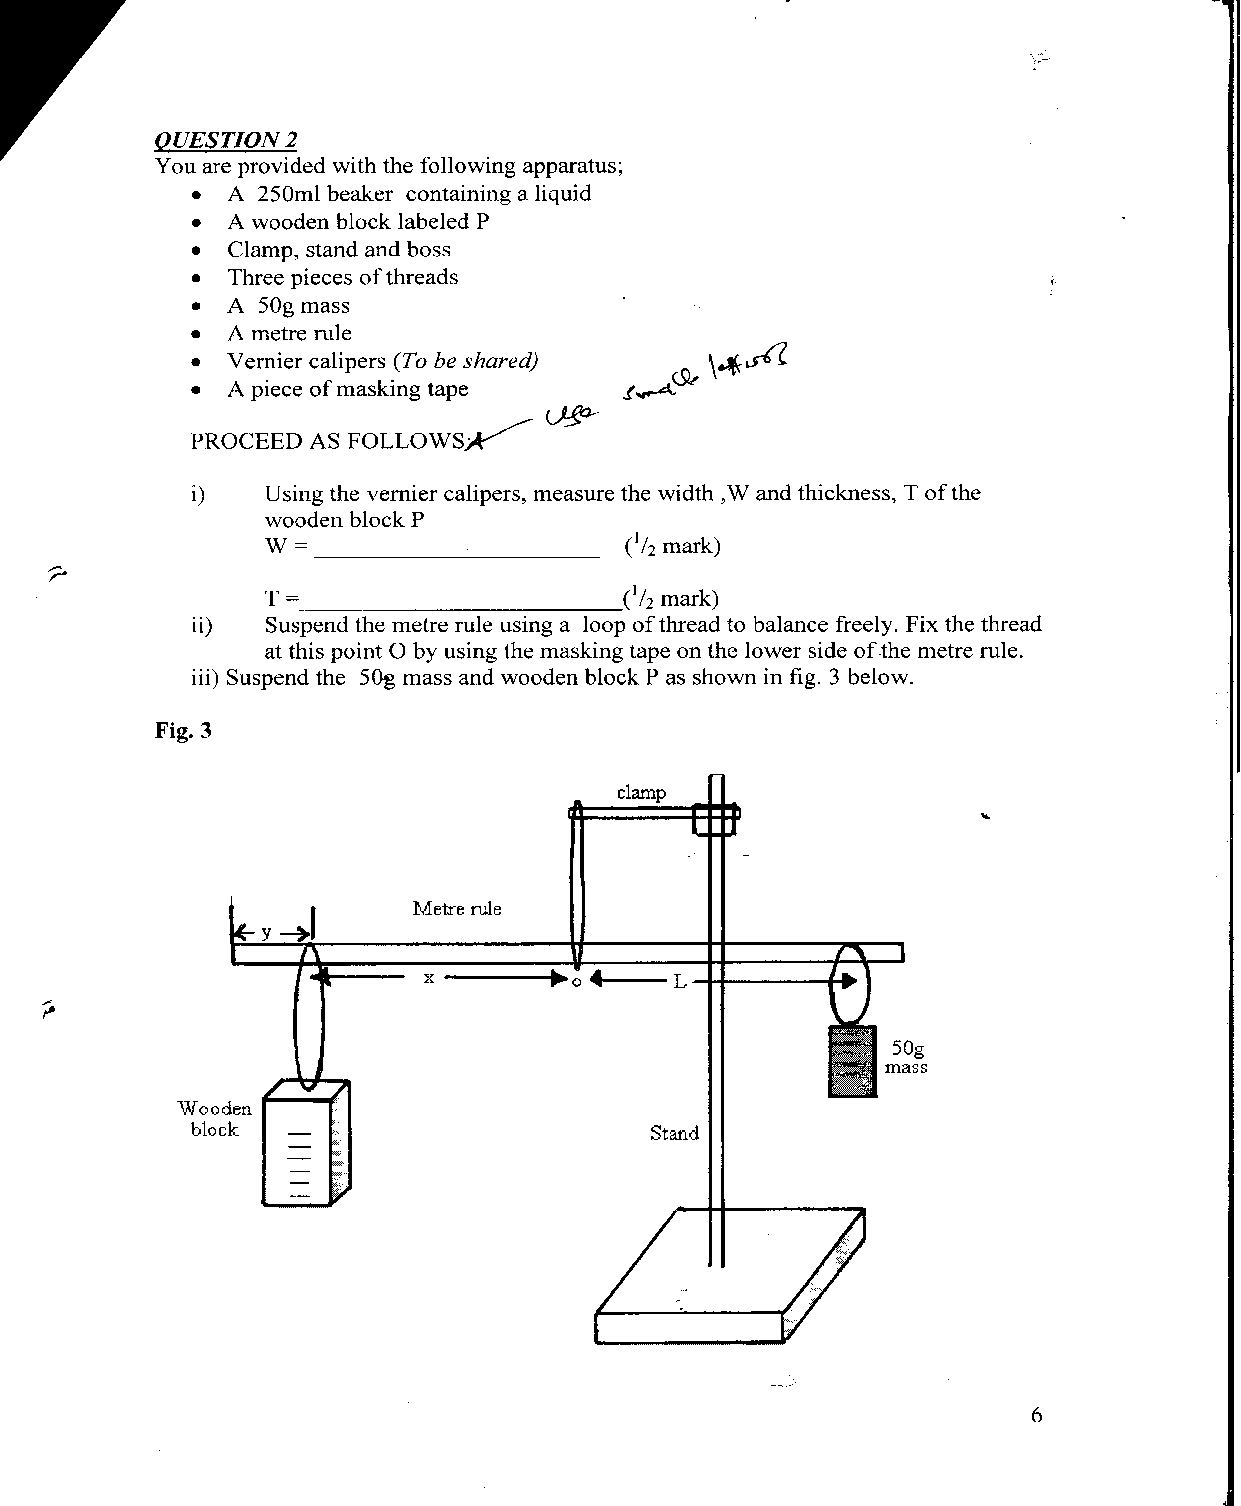 QUESTION 2
You are provided with the following apparatus;
• A 250ml beaker containing a liquid
• A wooden block labeled P
• Clamp, stand and boss
• Three pieces of threads
• A 50g mass
• A metre rule
• Vernier calipers (To be shared)
• A piece of masking tape
use small letters
PROCEED AS FOLLOWS;
i) Using the vernier calipers, measure the width ,W and thickness, T of the
wooden block P
W = ______________________ (1/2 mark)
T =_________________________(1/2 mark)
ii) Suspend the metre rule using a loop of thread to balance freely. Fix the thread
at this point O by using the masking tape on the lower side of the metre rule.
iii) Suspend the 50g mass and wooden block P as shown in fig. 3 below.
Fig. 3
clamp
Metre rule
y
x
o
L
50g
mass
Wooden
block
Stand
6